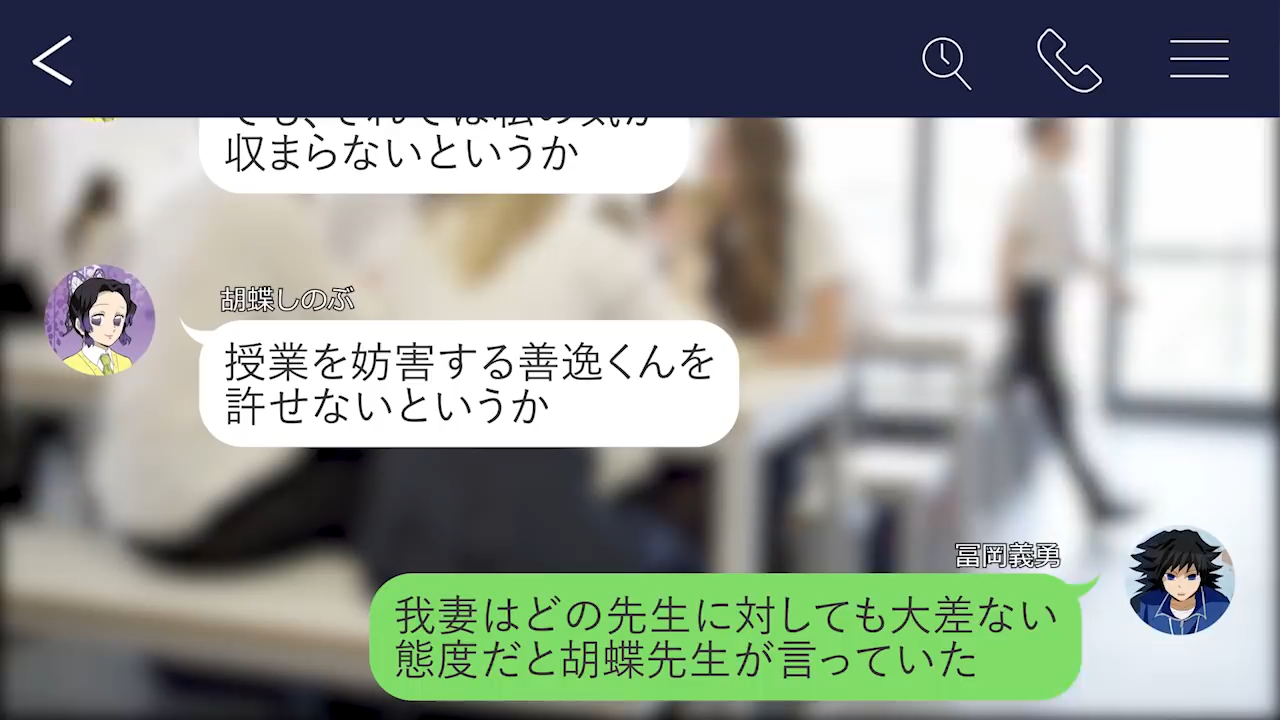 収まらないというか
胡蝶しのぶ
授業を妨害する善逸くんを
許せないというか
冨岡義勇
我妻はどの先生に対しても大差ない
態度だと胡蝶先生が言っていた